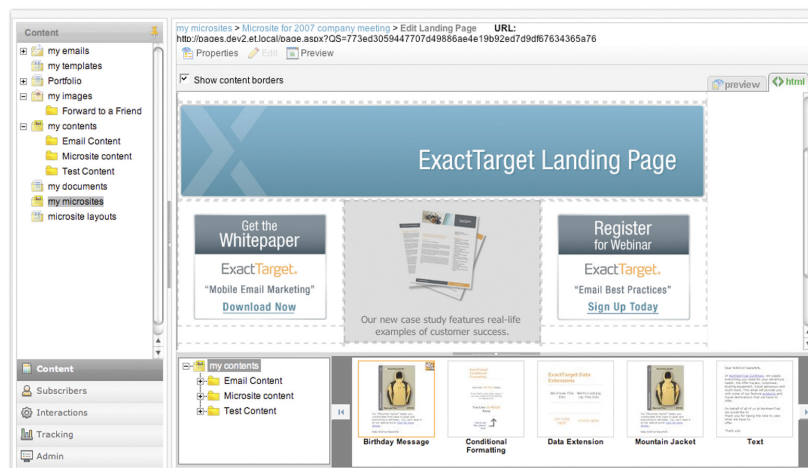 Content
my emails
my templates
Portfolio
my images
Forward to a Friend
my contents
Email Content
Microsite content
Test Content
my documents
my microsites
microsite layouts
Content
Subscribers
Interactions
Tracking
Admin
my microsites > Microsite for 2007 company meeting > Edit Landing Page URL:
http://pages.dev2.et.local/page.aspx?QS=773ed3059447707d49886ae4e19b92ed7d9df67634365a76
Properties Edit Preview
Show content borders
preview html
ExactTarget Landing Page
Get the
Whitepaper
ExactTarget.
“Mobile Email Marketing”
Download Now
Our new case study features real-life
examples of customer success.
Register
for Webinar
ExactTarget.
“Email Best Practices”
Sign Up Today
my contents
Email Content
Microsite content
Test Content
Birthday Message
Conditional
Formatting
ExactTarget Data
Extensions
Data Extension
Mountain Jacket
Text